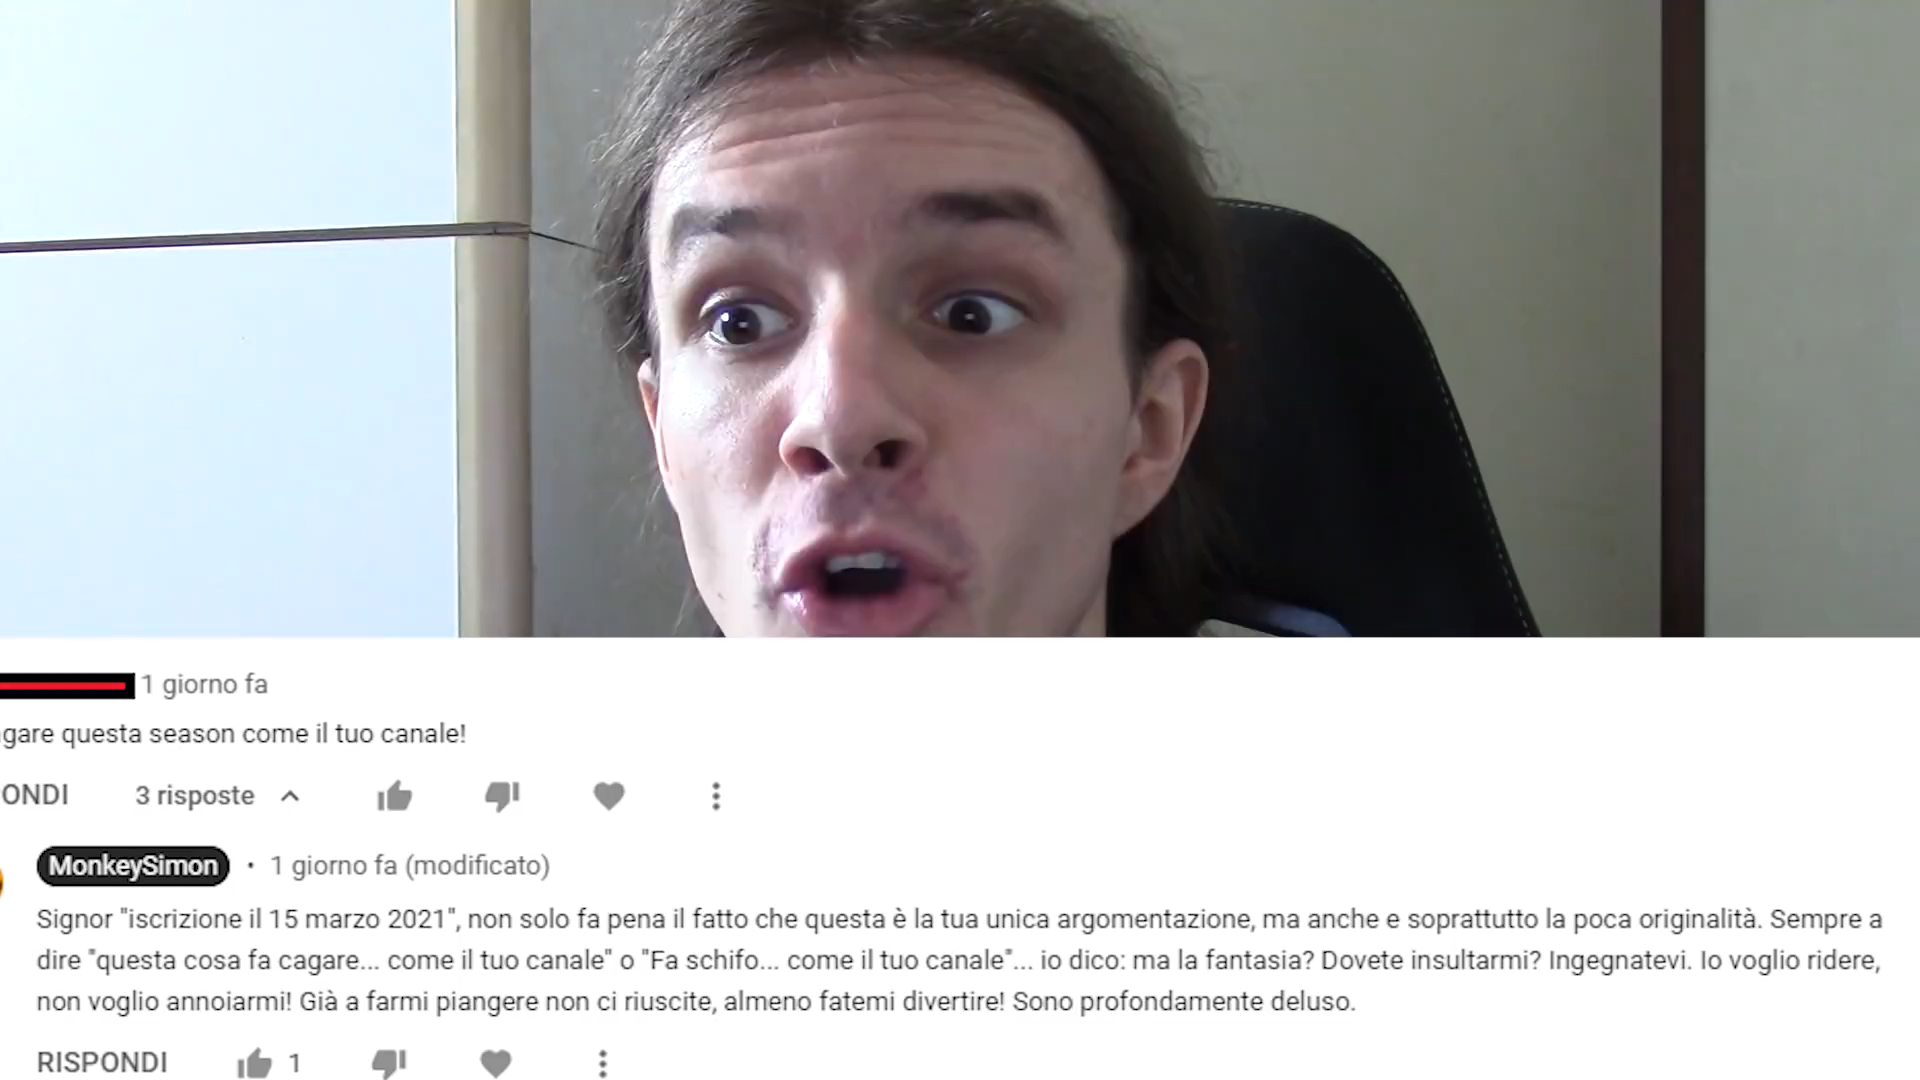 1 giorno fa
gare questa season come il tuo canale!
ONDI 3 risposte
MonkeySimon • 1 giorno fa (modificato)
Signor "iscrizione il 15 marzo 2021", non solo fa pena il fatto che questa è la tua unica argomentazione, ma anche e soprattutto la poca originalità. Sempre a
dire "questa cosa fa cagare... come il tuo canale" o "Fa schifo... come il tuo canale"... io dico: ma la fantasia? Dovete insultarmi? Ingegnatevi. Io voglio ridere,
non voglio annoiarmi! Già a farmi piangere non ci riuscite, almeno fatemi divertire! Sono profondamente deluso.
RISPONDI 1